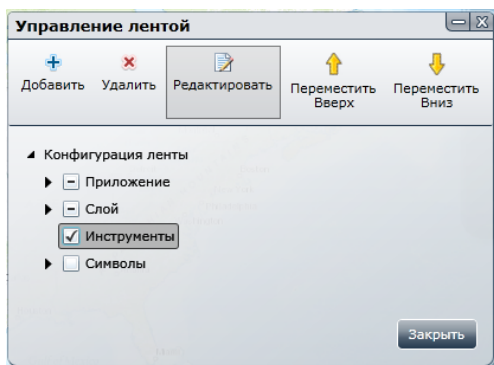 Управление лентой
Добавить Удалить Редактировать Переместить Вверх Переместить Вниз
Конфигурация ленты
Приложение
Слой
Инструменты
Символы
Закрыть